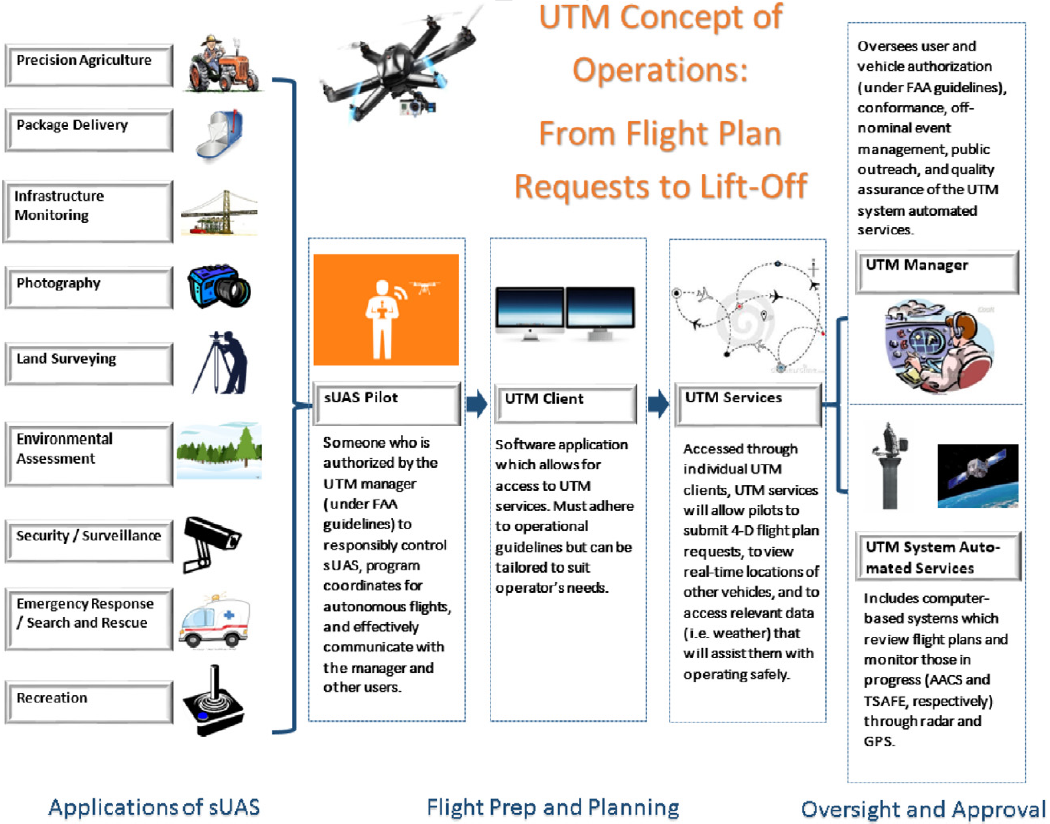 UTM Concept of
Operations:
From Flight Plan
Requests to Lift-Off
Precision Agriculture
Package Delivery
Infrastructure
Monitoring
Photography
Land Surveying
Environmental
Assessment
Security / Surveillance
Emergency Response
/ Search and Rescue
Recreation
sUAS Pilot
Someone who is
authorized by the
UTM manager
(under FAA
guidelines) to
responsibly control
sUAS, program
coordinates for
autonomous flights,
and effectively
communicate with
the manager and
other users.
UTM Client
Software application
which allows for
access to UTM
services. Must adhere
to operational
guidelines but can be
tailored to suit
operator's needs.
UTM Services
Accessed through
individual UTM
clients, UTM services
will allow pilots to
submit 4-D flight plan
requests, to view
real-time locations of
other vehicles, and to
access relevant data
(i.e. weather) that
will assist them with
operating safely.
Oversees user and
vehicle authorization
(under FAA guidelines),
conformance, off-
nominal event
management, public
outreach, and quality
assurance of the UTM
system automated
services.
UTM Manager
UTM System Auto-
mated Services
Includes computer-
based systems which
review flight plans and
monitor those in
progress (AACS and
TSAFE, respectively)
through radar and
GPS.
Applications of sUAS
Flight Prep and Planning
Oversight and Approval